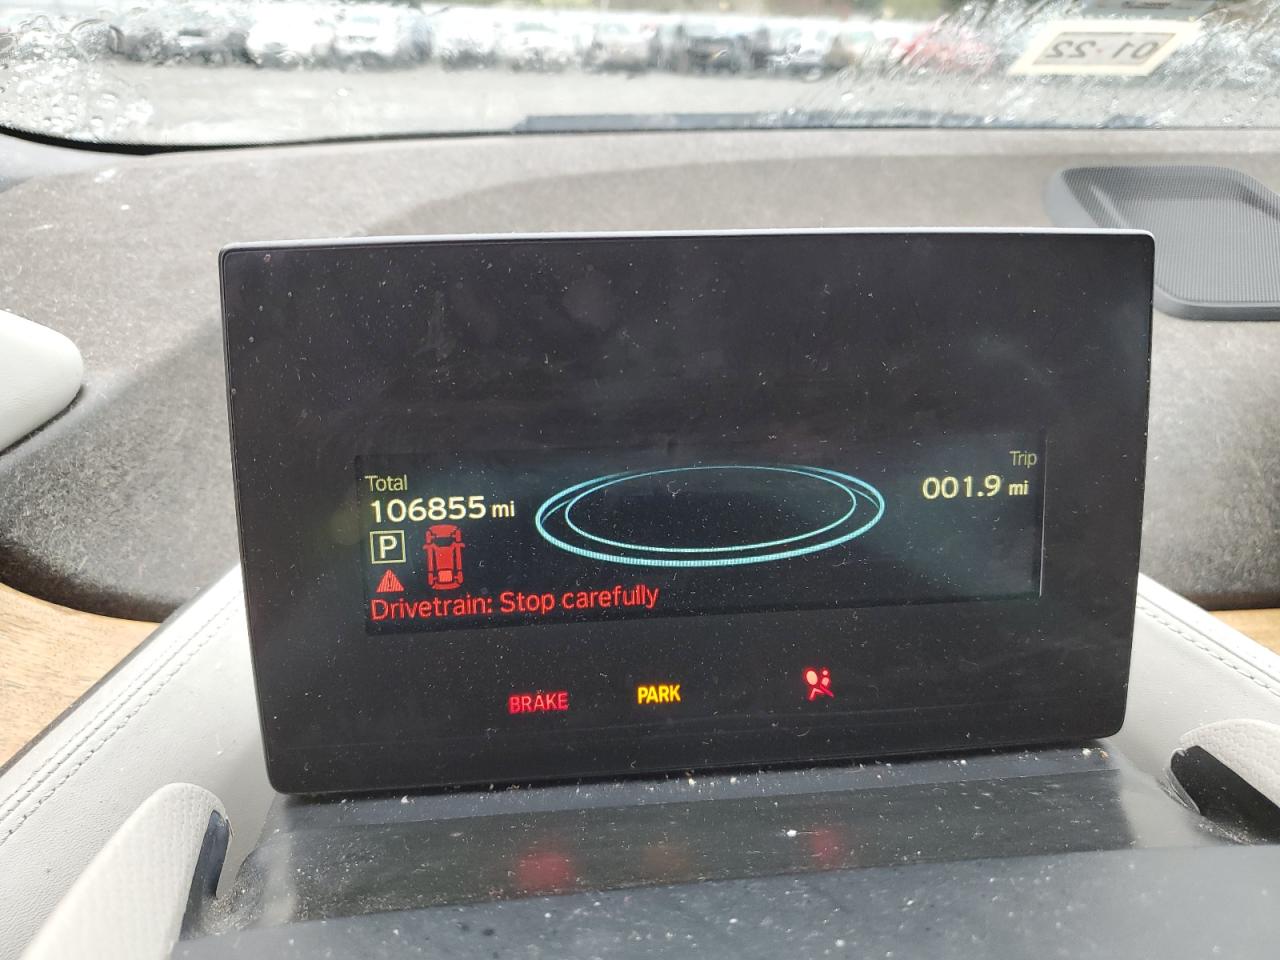 01·22
Total
106855 mi
Trip
001.9 mi
P
Drivetrain: Stop carefully
BRAKE
PARK